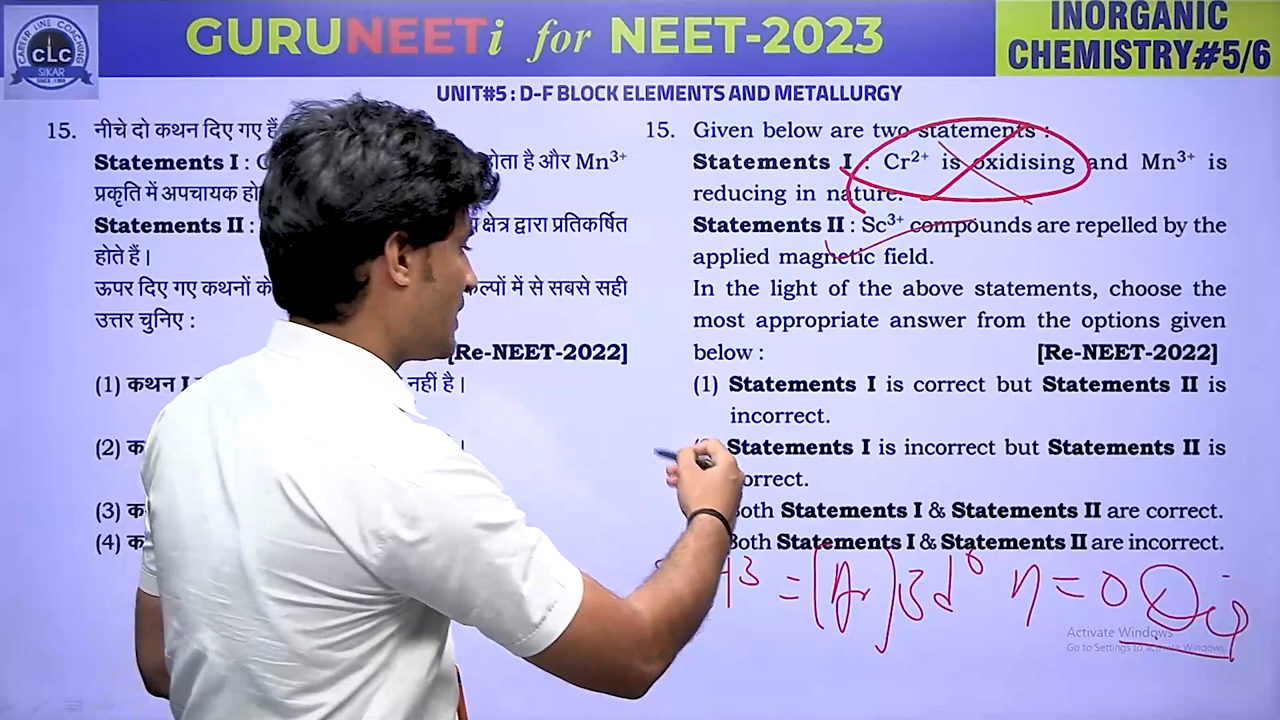 CAREER LINE COACHING
CLC
SIKAR
GURUNEETi for NEET-2023
INORGANIC
CHEMISTRY#5/6
UNIT#5 : D-F BLOCK ELEMENTS AND METALLURGY
15. नीचे दो कथन दिए गए हैं
Statements I : होता है और Mn³⁺
प्रकृति में अपचायक हो
Statements II : क्षेत्र द्वारा प्रतिकर्षित
होते हैं।
ऊपर दिए गए कथनों के में से सबसे सही
उत्तर चुनिए :
[Re-NEET-2022]
(1) कथन I नहीं है।
(2)
(3)
(4)
15. Given below are two statements :
Statements I : Cr²⁺ is oxidising and Mn³⁺ is
reducing in nature.
Statements II : Sc³⁺ compounds are repelled by the
applied magnetic field.
In the light of the above statements, choose the
most appropriate answer from the options given
below : [Re-NEET-2022]
(1) Statements I is correct but Statements II is
incorrect.
Statements I is incorrect but Statements II is
correct.
Both Statements I & Statements II are correct.
Both Statements I & Statements II are incorrect.
+3 = (Ar) 3d⁰ n = 0 Dia
Activate Windows
Go to Settings to activate Windows.